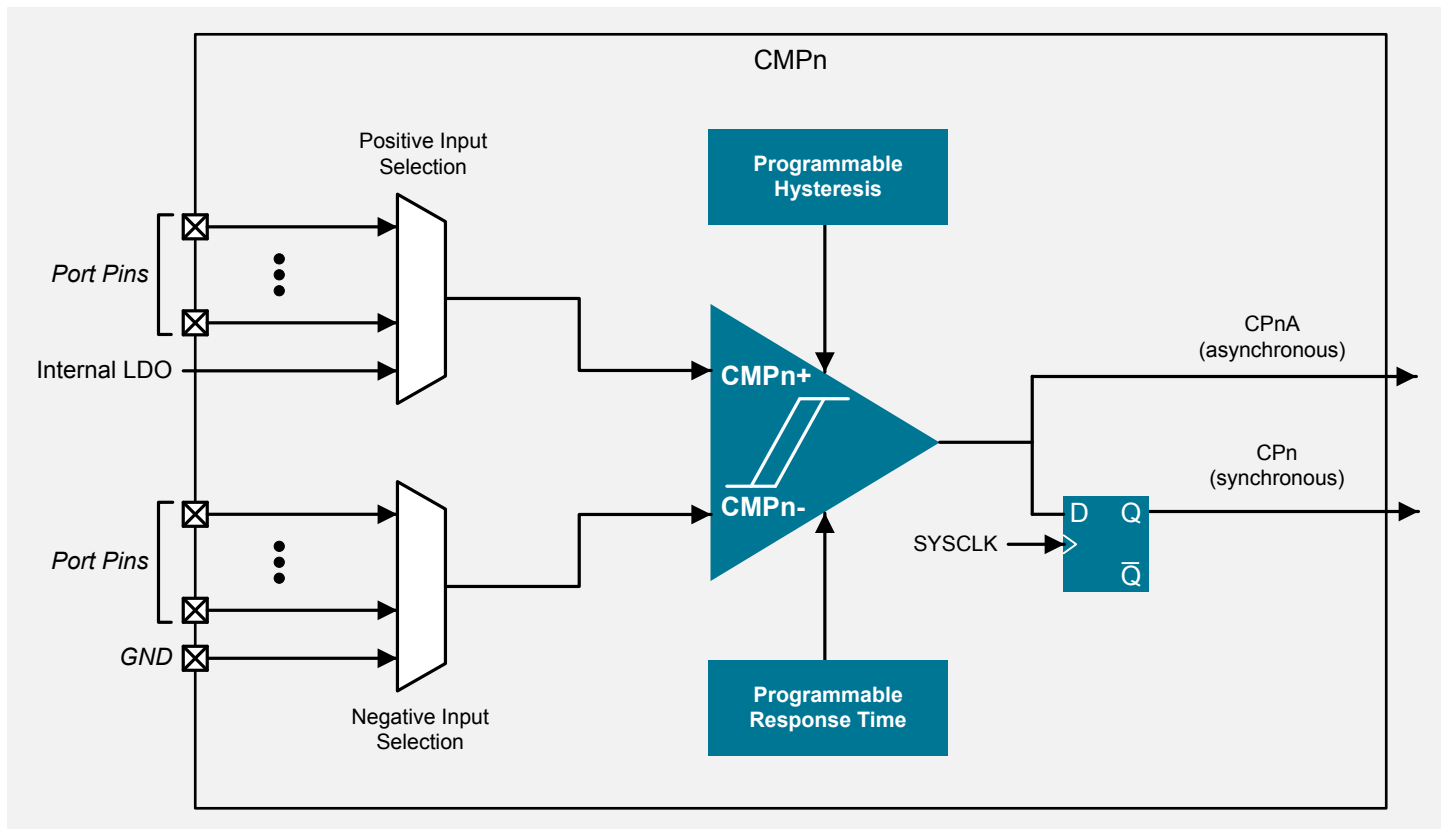 CMPn
Positive Input
Selection
Programmable
Hysteresis
Port Pins
Internal LDO
CMPn+
CPnA
(asynchronous)
CPn
(synchronous)
CMPn-
Port Pins
D Q
SYSCLK
Q̅
GND
Programmable
Response Time
Negative Input
Selection